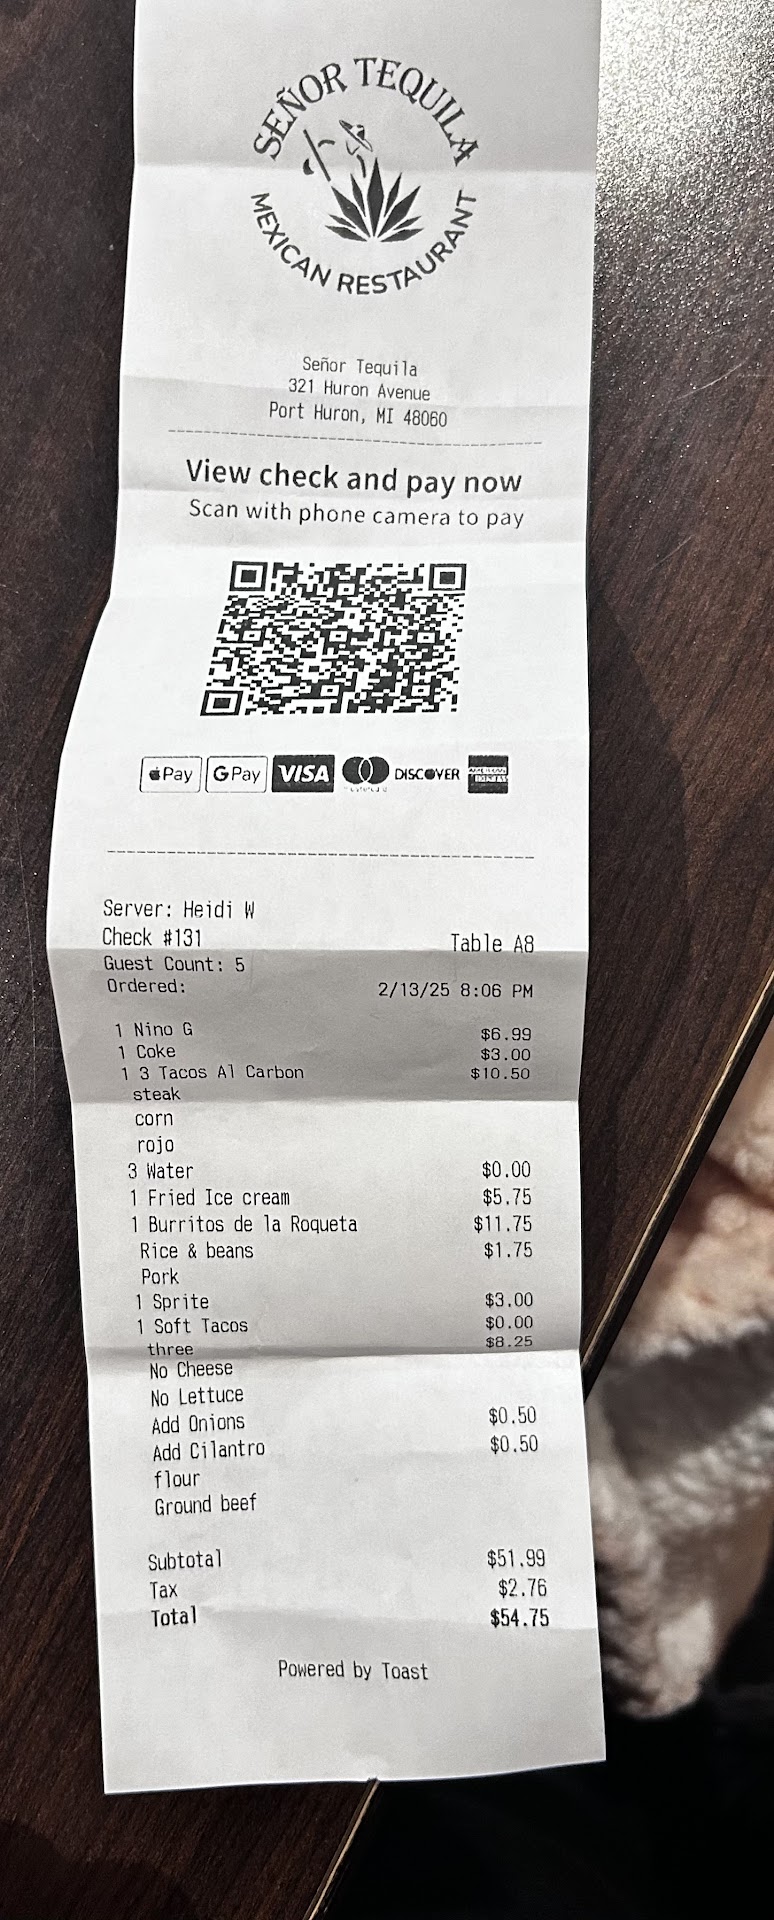 SEÑOR TEQUILA
MEXICAN RESTAURANT
Señor Tequila
321 Huron Avenue
Port Huron, MI 48060
View check and pay now
Scan with phone camera to pay
Pay G Pay VISA mastercard DISCOVER AMERICAN EXPRESS
Server: Heidi W
Check #131 Table A8
Guest Count: 5
Ordered: 2/13/25 8:06 PM
1 Nino G $6.99
1 Coke $3.00
1 3 Tacos Al Carbon $10.50
steak
corn
rojo
3 Water $0.00
1 Fried Ice cream $5.75
1 Burritos de la Roqueta $11.75
Rice & beans $1.75
Pork
1 Sprite $3.00
1 Soft Tacos $0.00
three $8.25
No Cheese
No Lettuce
Add Onions $0.50
Add Cilantro $0.50
flour
Ground beef
Subtotal $51.99
Tax $2.76
Total $54.75
Powered by Toast